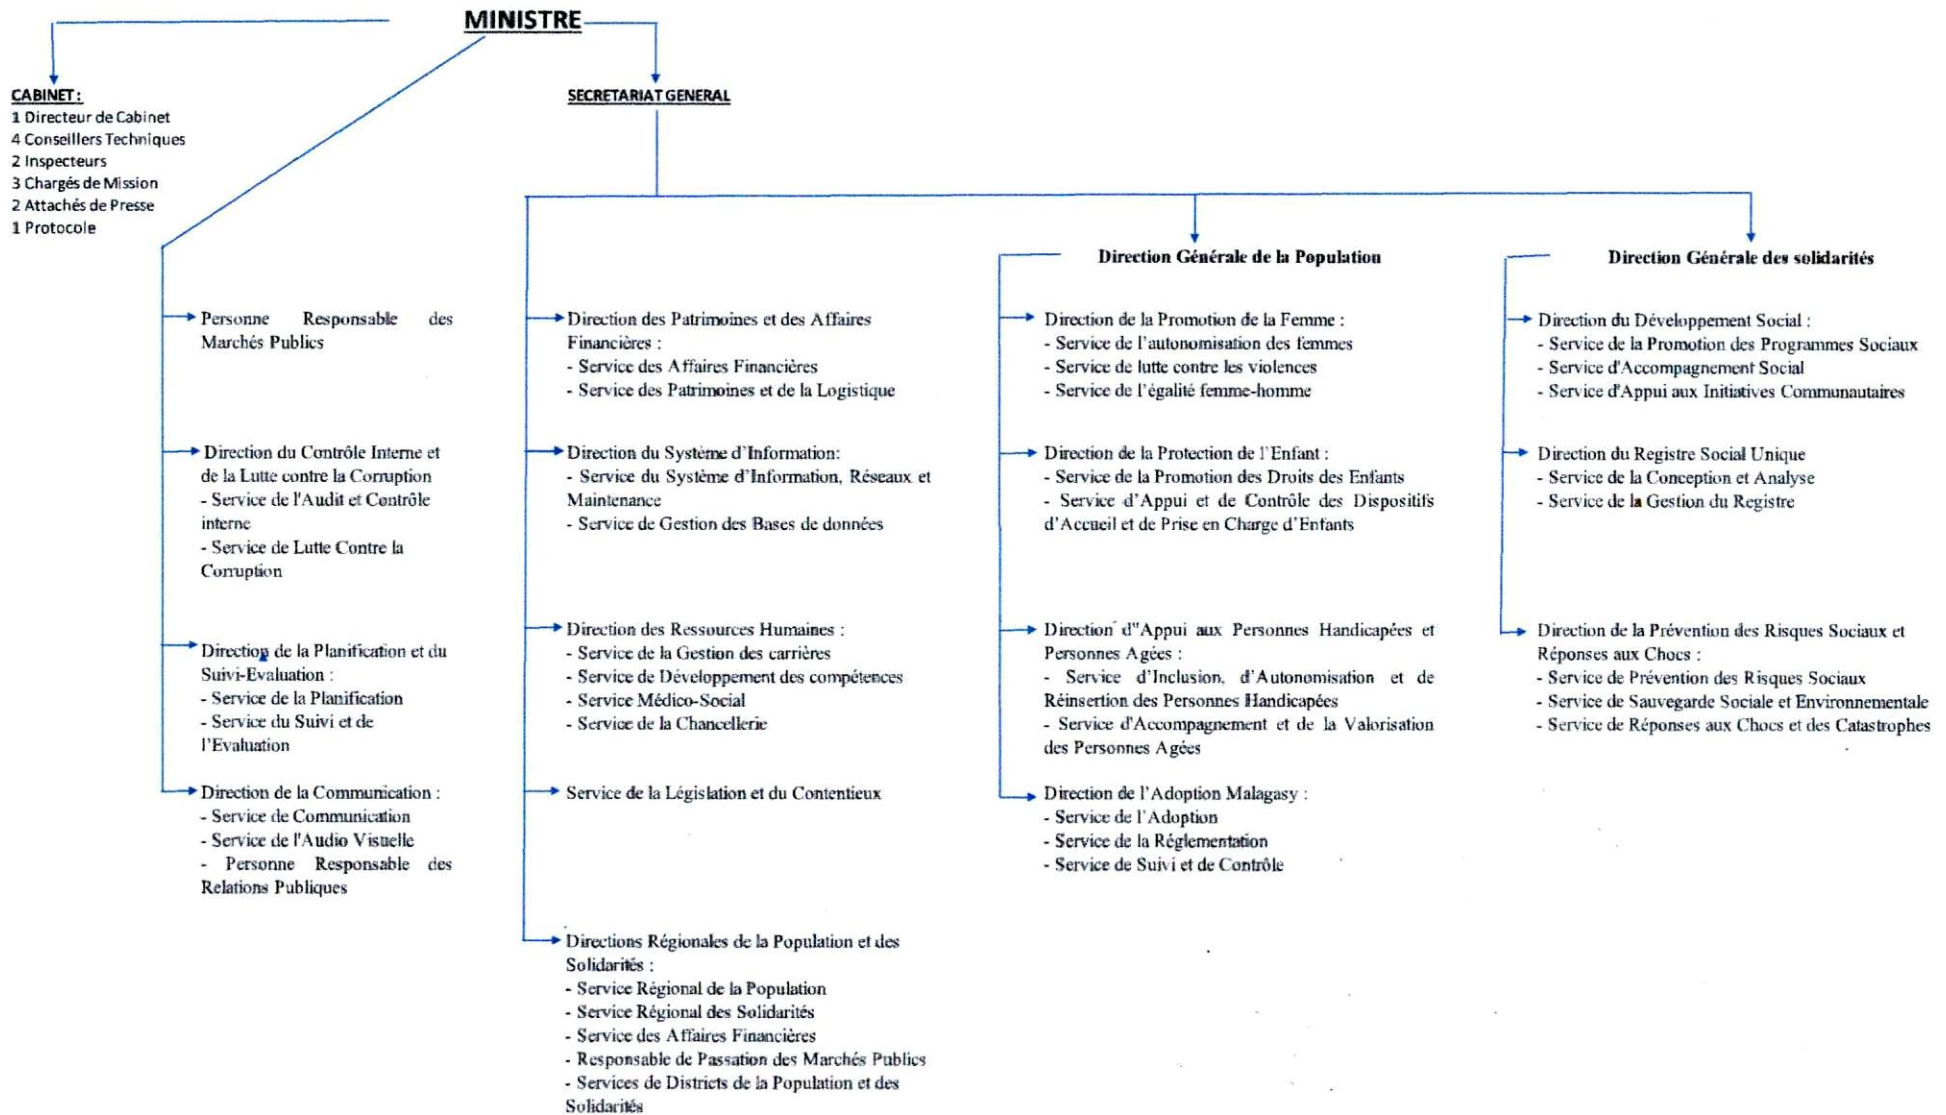 MINISTRE
CABINET :
1 Directeur de Cabinet
4 Conseillers Techniques
2 Inspecteurs
3 Chargés de Mission
2 Attachés de Presse
1 Protocole
SECRETARIAT GENERAL
Personne Responsable des
Marchés Publics
Direction du Contrôle Interne et
de la Lutte contre la Corruption
- Service de l'Audit et Contrôle
interne
- Service de Lutte Contre la
Corruption
Direction de la Planification et du
Suivi-Evaluation :
- Service de la Planification
- Service du Suivi et de
l'Evaluation
Direction de la Communication :
- Service de Communication
- Service de l'Audio Visuelle
- Personne Responsable des
Relations Publiques
Direction des Patrimoines et des Affaires
Financières :
- Service des Affaires Financières
- Service des Patrimoines et de la Logistique
Direction du Système d'Information:
- Service du Système d'Information, Réseaux et
Maintenance
- Service de Gestion des Bases de données
Direction des Ressources Humaines :
- Service de la Gestion des carrières
- Service de Développement des compétences
- Service Médico-Social
- Service de la Chancellerie
Service de la Législation et du Contentieux
Directions Régionales de la Population et des
Solidarités :
- Service Régional de la Population
- Service Régional des Solidarités
- Service des Affaires Financières
- Responsable de Passation des Marchés Publics
- Services de Districts de la Population et des
Solidarités
Direction Générale de la Population
Direction de la Promotion de la Femme :
- Service de l'autonomisation des femmes
- Service de lutte contre les violences
- Service de l'égalité femme-homme
Direction de la Protection de l'Enfant :
- Service de la Promotion des Droits des Enfants
- Service d'Appui et de Contrôle des Dispositifs
d'Accueil et de Prise en Charge d'Enfants
Direction d"Appui aux Personnes Handicapées et
Personnes Agées :
- Service d'Inclusion, d'Autonomisation et de
Réinsertion des Personnes Handicapées
- Service d'Accompagnement et de la Valorisation
des Personnes Agées
Direction de l'Adoption Malagasy :
- Service de l'Adoption
- Service de la Réglementation
- Service de Suivi et de Contrôle
Direction Générale des solidarités
Direction du Développement Social :
- Service de la Promotion des Programmes Sociaux
- Service d'Accompagnement Social
- Service d'Appui aux Initiatives Communautaires
Direction du Registre Social Unique
- Service de la Conception et Analyse
- Service de la Gestion du Registre
Direction de la Prévention des Risques Sociaux et
Réponses aux Chocs :
- Service de Prévention des Risques Sociaux
- Service de Sauvegarde Sociale et Environnementale
- Service de Réponses aux Chocs et des Catastrophes